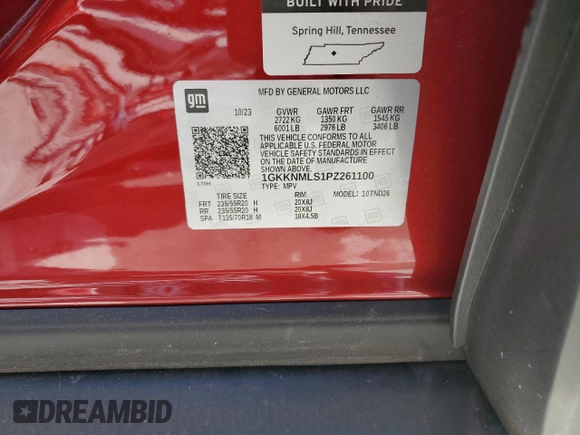 BUILT WITH PRIDE
Spring Hill, Tennessee
gm
MFD BY GENERAL MOTORS LLC
10/23 GVWR GAWR FRT GAWR RR
2722 KG 1350 KG 1545 KG
6001 LB 2976 LB 3406 LB
THIS VEHICLE CONFORMS TO ALL
APPLICABLE U.S. FEDERAL MOTOR
VEHICLE SAFETY STANDARDS IN EFFECT
ON THE DATE OF MANUFACTURE
SHOWN ABOVE.
1GKKNMLS1PZ261100
TYPE: MPV
170H
MODEL: 10TND26
TIRE SIZE RIM
FRT 235/55R20 H 20X8J
RR 235/55R20 H 20X8J
SPA T135/70R18 M 18X4.5B
DREAMBID